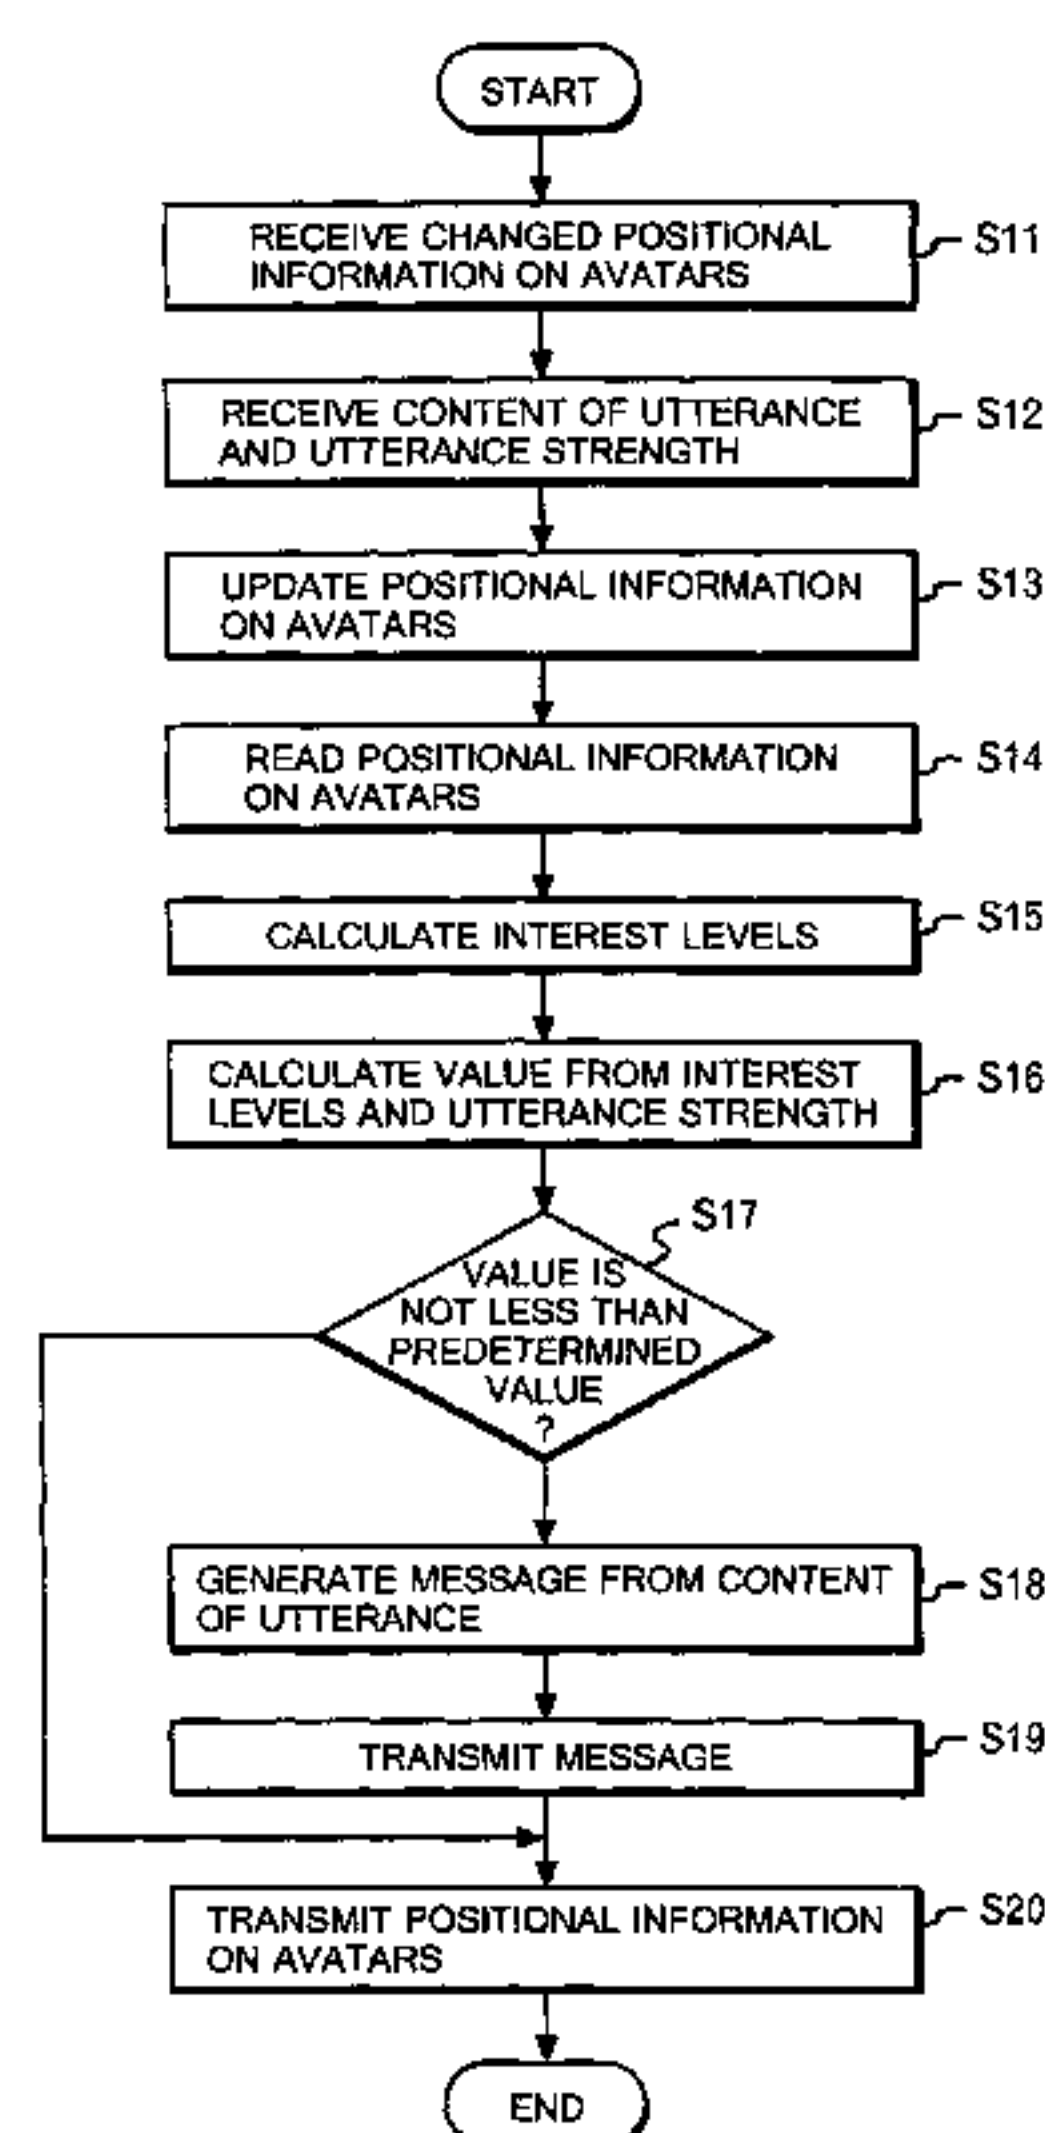 START
RECEIVE CHANGED POSITIONAL
INFORMATION ON AVATARS
S11
RECEIVE CONTENT OF UTTERANCE
AND UTTERANCE STRENGTH
S12
UPDATE POSITIONAL INFORMATION
ON AVATARS
S13
READ POSITIONAL INFORMATION
ON AVATARS
S14
CALCULATE INTEREST LEVELS
S15
CALCULATE VALUE FROM INTEREST
LEVELS AND UTTERANCE STRENGTH
S16
S17
VALUE IS
NOT LESS THAN
PREDETERMINED
VALUE
?
GENERATE MESSAGE FROM CONTENT
OF UTTERANCE
S18
TRANSMIT MESSAGE
S19
TRANSMIT POSITIONAL INFORMATION
ON AVATARS
S20
END